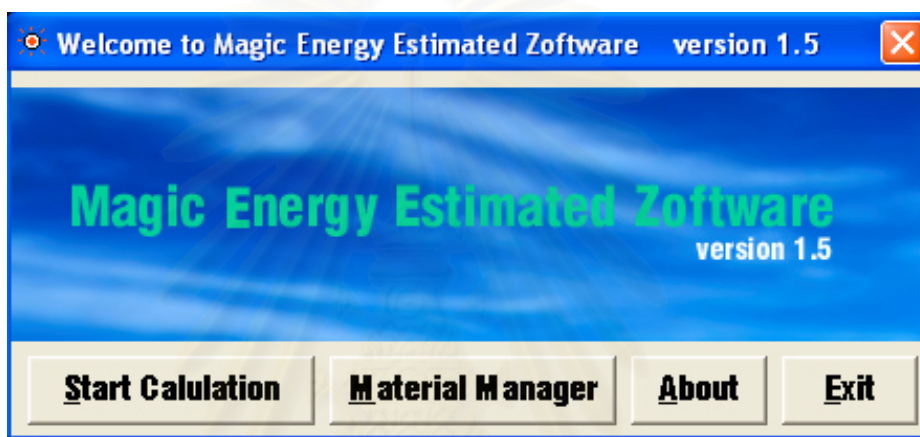 Welcome to Magic Energy Estimated Zoftware version 1.5
Magic Energy Estimated Zoftware
version 1.5
Start Calulation Material Manager About Exit